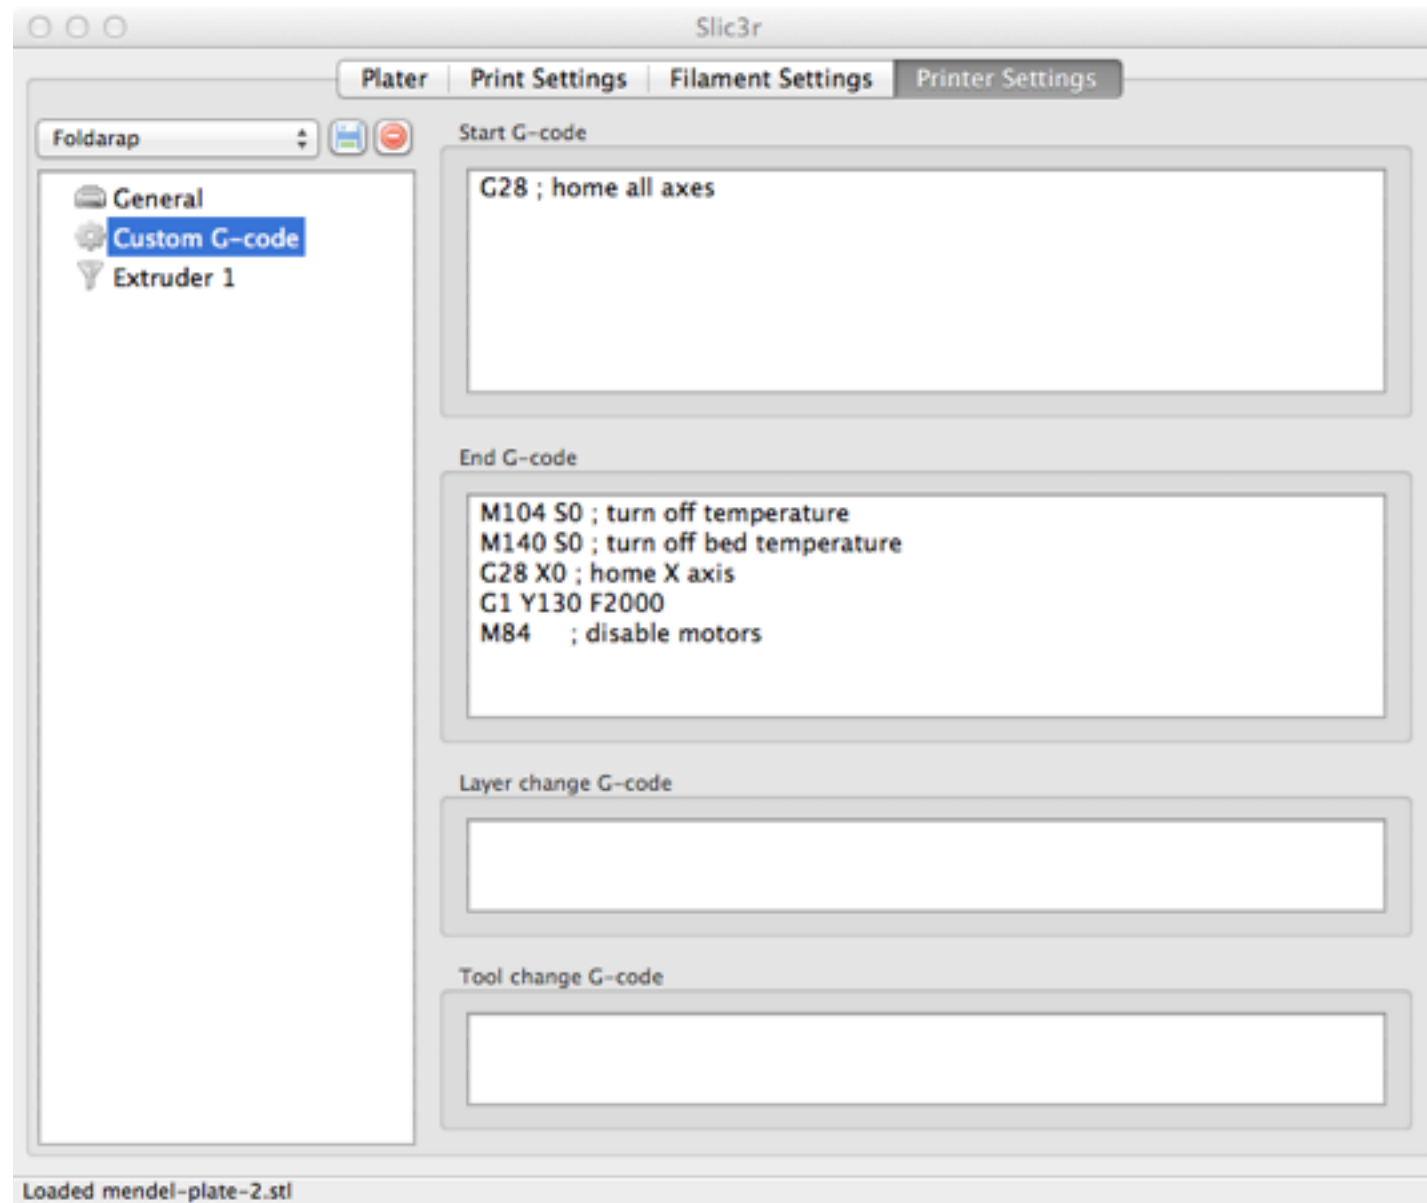 Slic3r
Plater Print Settings Filament Settings Printer Settings
Foldarap
General
Custom G-code
Extruder 1
Start G-code
G28 ; home all axes
End G-code
M104 S0 ; turn off temperature
M140 S0 ; turn off bed temperature
G28 X0 ; home X axis
G1 Y130 F2000
M84     ; disable motors
Layer change G-code
Tool change G-code
Loaded mendel-plate-2.stl